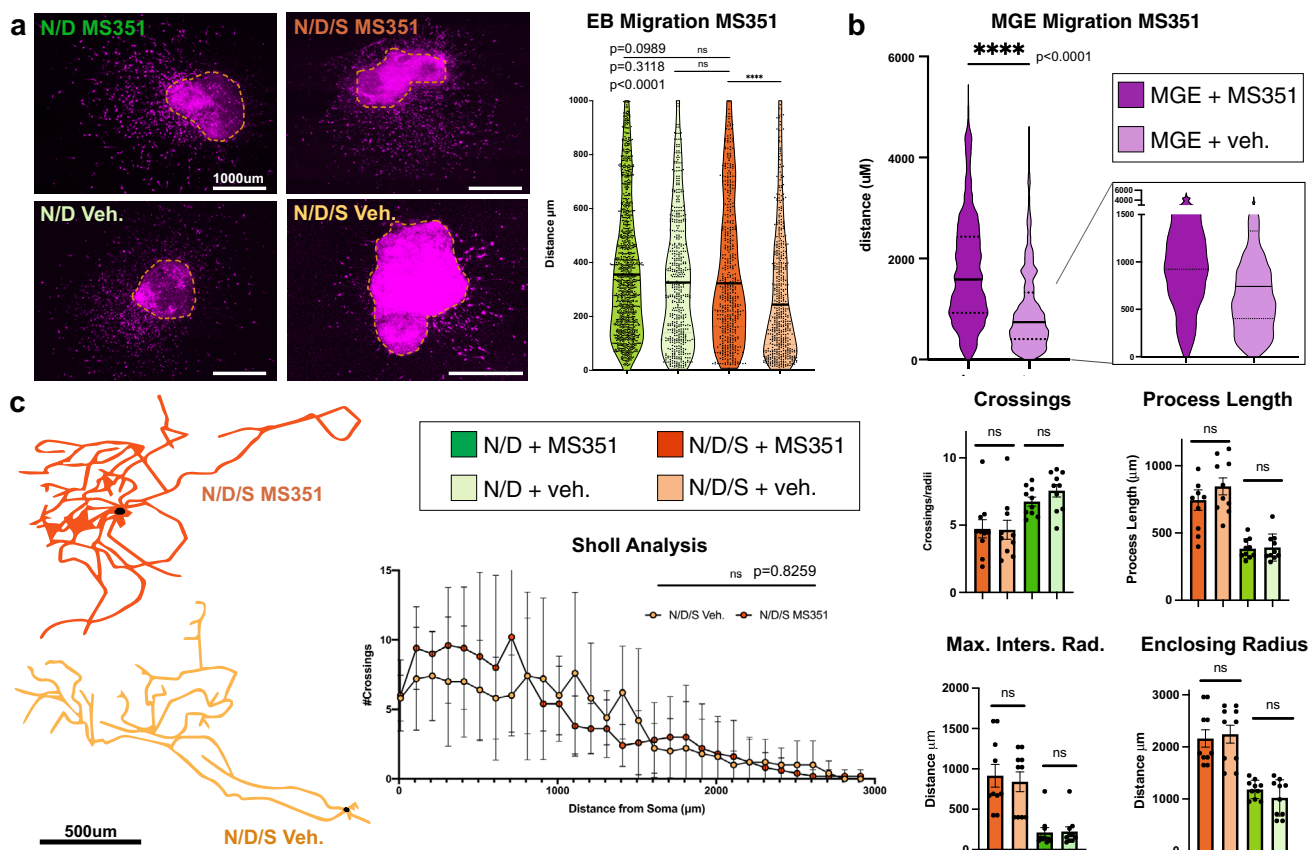 a
N/D MS351
1000um
N/D/S MS351
N/D Veh.
N/D/S Veh.
EB Migration MS351
p=0.0989
ns
p=0.3118
ns
p<0.0001
****
Distance µm
1000
800
600
400
200
0
b
MGE Migration MS351
****
p<0.0001
distance (uM)
6000
4000
2000
0
MGE + MS351
MGE + veh.
6000
4000
1500
1000
500
0
c
N/D/S MS351
N/D/S Veh.
500um
N/D + MS351
N/D/S + MS351
N/D + veh.
N/D/S + veh.
Sholl Analysis
ns p=0.8259
N/D/S Veh.
N/D/S MS351
#Crossings
15
10
5
0
0
1000
2000
3000
Distance from Soma (µm)
Crossings
ns
ns
Crossings/radii
10
5
0
Process Length
ns
ns
Process Length (µm)
1000
500
0
Max. Inters. Rad.
ns
ns
Distance µm
2000
1500
1000
500
0
Enclosing Radius
ns
ns
Distance µm
3000
2000
1000
0